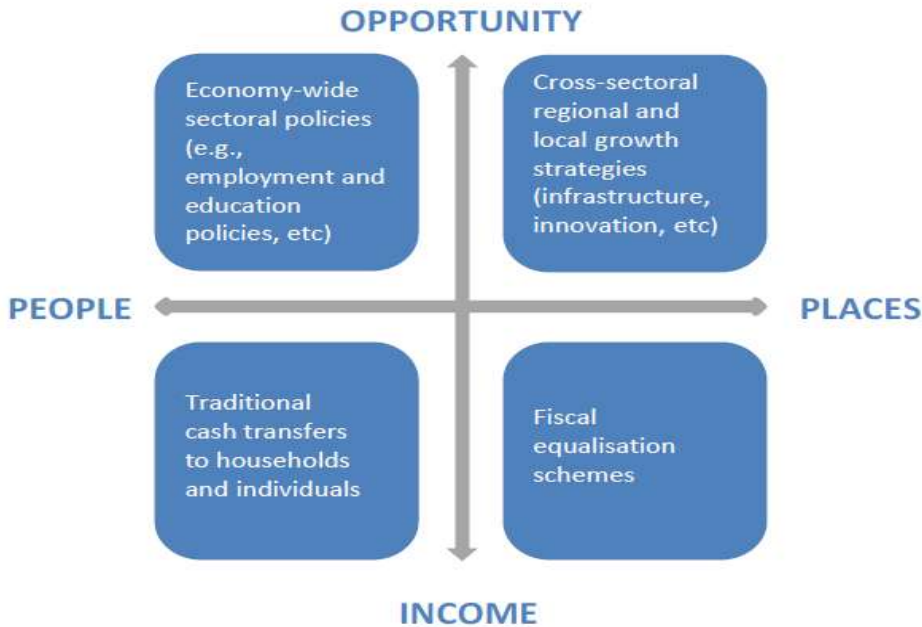 OPPORTUNITY
Economy-wide
sectoral policies
(e.g.,
employment and
education
policies, etc)
Cross-sectoral
regional and
local growth
strategies
(infrastructure,
innovation, etc)
PEOPLE
PLACES
Traditional
cash transfers
to households
and individuals
Fiscal
equalisation
schemes
INCOME